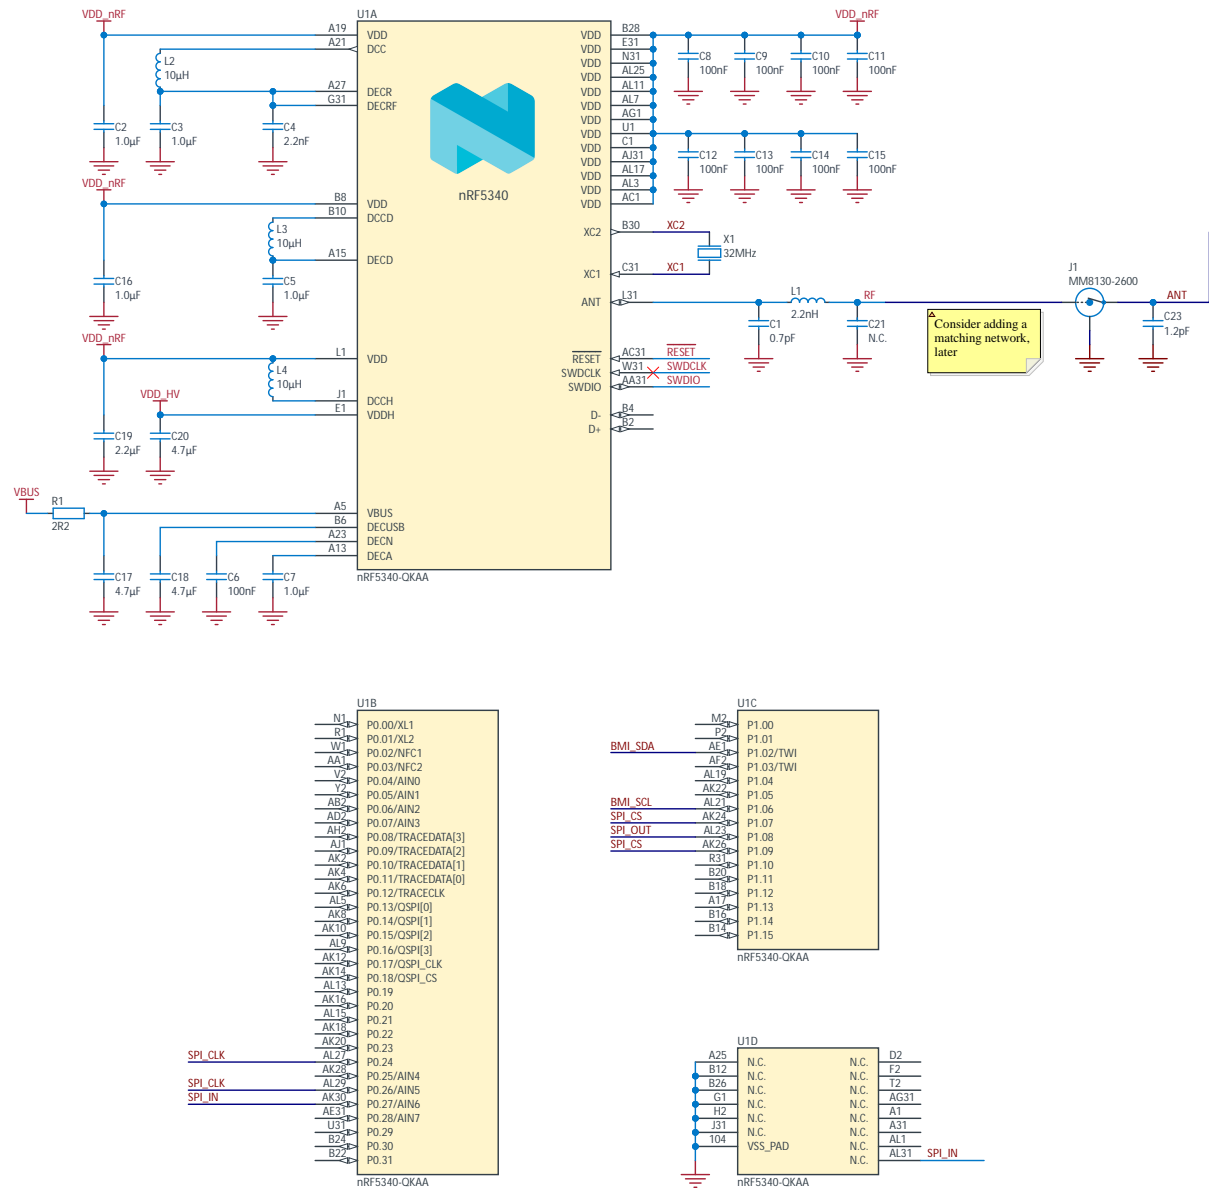 VDD_nRF
U1A
VDD_nRF
A19 VDD
A21 DCC
L2
10µH
A27 DECR
G31 DECRF
C2
1.0µF
C3
1.0µF
C4
2.2nF
nRF5340
VDD B28
VDD E31
VDD N31
VDD AL25
VDD AL11
VDD AL7
VDD AG1
VDD U1
VDD C1
VDD AJ31
VDD AL17
VDD AL3
VDD AC1
C8
100nF
C9
100nF
C10
100nF
C11
100nF
C12
100nF
C13
100nF
C14
100nF
C15
100nF
VDD_nRF
B8 VDD
B10 DCCD
L3
10µH
A15 DECD
C16
1.0µF
C5
1.0µF
XC2 B30 XC2
X1
32MHz
XC1 C31 XC1
ANT L31
L1
2.2nH
RF
C1
0.7pF
C21
N.C.
Consider adding a
matching network,
later
J1
MM8130-2600
ANT
C23
1.2pF
VDD_nRF
L1 VDD
L4
10µH
VDD_HV
J1 DCCH
E1 VDDH
C19
2.2µF
C20
4.7µF
RESET AC31 RESET
SWDCLK W31 SWDCLK
SWDIO AA31 SWDIO
D- B4
D+ B2
VBUS
R1
2R2
A5 VBUS
B6 DECUSB
A23 DECN
A13 DECA
C17
4.7µF
C18
4.7µF
C6
100nF
C7
1.0µF
nRF5340-QKAA
U1B
N1 P0.00/XL1
R1 P0.01/XL2
W1 P0.02/NFC1
AA1 P0.03/NFC2
V2 P0.04/AIN0
Y2 P0.05/AIN1
AB2 P0.06/AIN2
AD2 P0.07/AIN3
AH2 P0.08/TRACEDATA[3]
AJ1 P0.09/TRACEDATA[2]
AK2 P0.10/TRACEDATA[1]
AK4 P0.11/TRACEDATA[0]
AK6 P0.12/TRACECLK
AL5 P0.13/QSPI[0]
AK8 P0.14/QSPI[1]
AK10 P0.15/QSPI[2]
AL9 P0.16/QSPI[3]
AK12 P0.17/QSPI_CLK
AK14 P0.18/QSPI_CS
AL13 P0.19
AK16 P0.20
AL15 P0.21
AK18 P0.22
AK20 P0.23
SPI_CLK AL27 P0.24
AK28 P0.25/AIN4
SPI_CLK AL29 P0.26/AIN5
SPI_IN AK30 P0.27/AIN6
AE31 P0.28/AIN7
U31 P0.29
B24 P0.30
B22 P0.31
nRF5340-QKAA
U1C
M2 P1.00
P2 P1.01
BMI_SDA AE1 P1.02/TWI
AF2 P1.03/TWI
AL19 P1.04
AK22 P1.05
BMI_SCL AL21 P1.06
SPI_CS AK24 P1.07
SPI_OUT AL23 P1.08
SPI_CS AK26 P1.09
R31 P1.10
B20 P1.11
B18 P1.12
A17 P1.13
B16 P1.14
B14 P1.15
nRF5340-QKAA
U1D
A25 N.C. N.C. D2
B12 N.C. N.C. F2
B26 N.C. N.C. T2
G1 N.C. N.C. AG31
H2 N.C. N.C. A1
J31 N.C. N.C. A31
104 VSS_PAD N.C. AL1
N.C. AL31 SPI_IN
nRF5340-QKAA